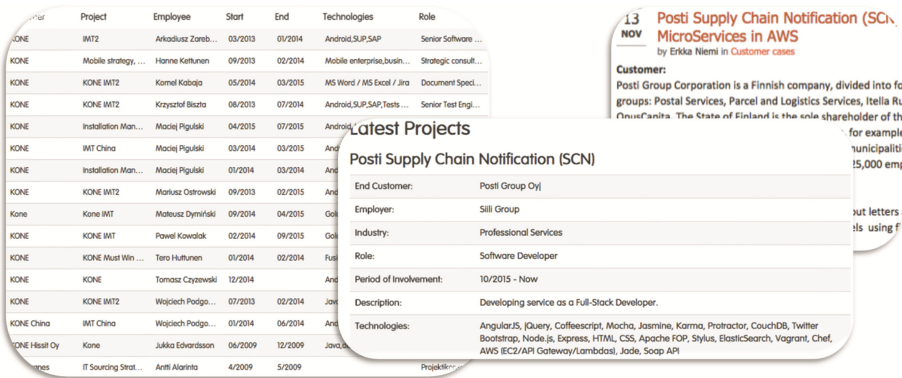 Project Employee Start End Technologies Role
KONE IMT2 Arkadiusz Zareb... 03/2013 01/2014 Android,SUP,SAP Senior Software ...
KONE Mobile strategy, ... Hanne Kettunen 09/2013 02/2014 Mobile enterprise,busin... Strategic consult...
KONE KONE IMT2 Kornel Kabaja 05/2014 03/2015 MS Word / MS Excel / Jira Document Speci...
KONE KONE IMT2 Krzysztof Biszta 08/2013 07/2014 Android,SUP,SAP,Tests ... Senior Test Engi...
KONE Installation Man... Maciej Pigulski 04/2015 07/2015
KONE IMT China Maciej Pigulski 03/2014 03/2015
KONE Installation Man... Maciej Pigulski 01/2014 03/2014
KONE KONE IMT2 Mariusz Ostrowski 09/2013 02/2015
Kone Kone IMT Mateusz Dymiński 09/2014 04/2015
KONE KONE IMT Pawel Kowalak 02/2014 09/2015
KONE KONE Must Win ... Tero Huttunen 01/2014 02/2014
KONE KONE Tomasz Czyzewski 12/2014
KONE KONE IMT2 Wojciech Podgo... 07/2013 02/2014
KONE China IMT China Wojciech Podgo... 01/2014 06/2014
KONE Hissit Oy Kone Jukka Edvardsson 06/2009 12/2009
IT Sourcing Strat... Antti Alarinta 4/2009 5/2009
13 NOV
Posti Supply Chain Notification (SCN)
MicroServices in AWS
by Erkka Niemi in Customer cases
Customer:
Posti Group Corporation is a Finnish company, divided into
groups: Postal Services, Parcel and Logistics Services, Itella
OpusCapita. The State of Finland is the sole shareholder of
for example
25,000
letters
using
Latest Projects
Posti Supply Chain Notification (SCN)
End Customer: Posti Group Oyj
Employer: Siili Group
Industry: Professional Services
Role: Software Developer
Period of Involvement: 10/2015 - Now
Description: Developing service as a Full-Stack Developer.
Technologies: AngularJS, jQuery, Coffeescript, Mocha, Jasmine, Karma, Protractor, CouchDB, Twitter
Bootstrap, Node.js, Express, HTML, CSS, Apache FOP, Stylus, ElasticSearch, Vagrant, Chef,
AWS (EC2/API Gateway/Lambdas), Jade, Soap API